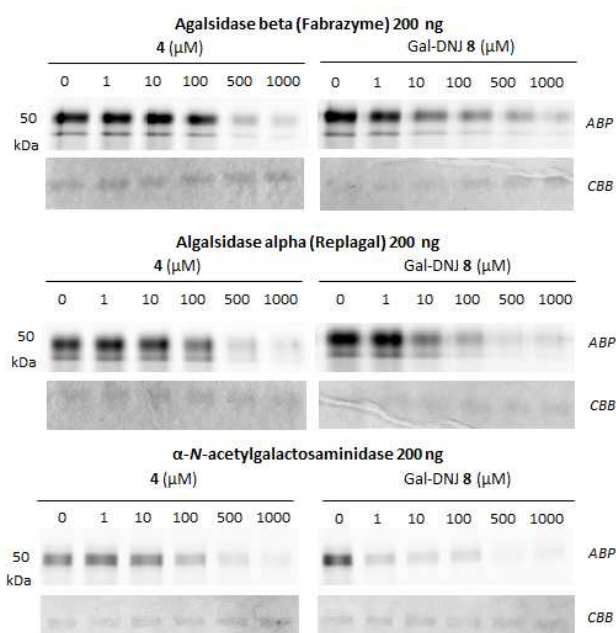 Agalsidase beta (Fabrazyme) 200 ng
4 (μM) Gal-DNJ 8 (μM)
0 1 10 100 500 1000 0 1 10 100 500 1000
50 ABP
kDa
CBB
Algalsidase alpha (Replagal) 200 ng
4 (μM) Gal-DNJ 8 (μM)
0 1 10 100 500 1000 0 1 10 100 500 1000
50 ABP
kDa
CBB
α-N-acetylgalactosaminidase 200 ng
4 (μM) Gal-DNJ 8 (μM)
0 1 10 100 500 1000 0 1 10 100 500 1000
50 ABP
kDa
CBB